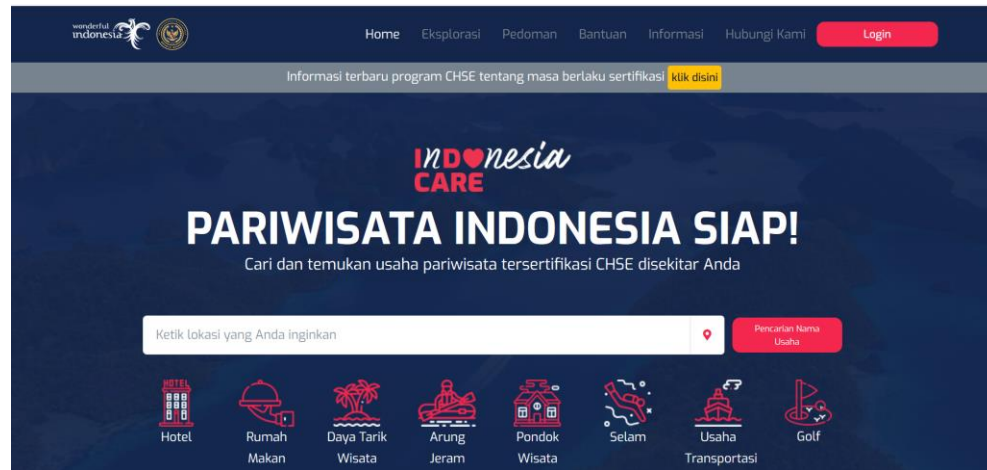 wonderful
indonesia
Home Eksplorasi Pedoman Bantuan Informasi Hubungi Kami Login
Informasi terbaru program CHSE tentang masa berlaku sertifikasi klik disini
INDONesia
CARE
PARIWISATA INDONESIA SIAP!
Cari dan temukan usaha pariwisata tersertifikasi CHSE disekitar Anda
Ketik lokasi yang Anda inginkan
Pencarian Nama
Usaha
HOTEL
Hotel
Rumah
Makan
Daya Tarik
Wisata
Arung
Jeram
Pondok
Wisata
Selam
Usaha
Transportasi
Golf